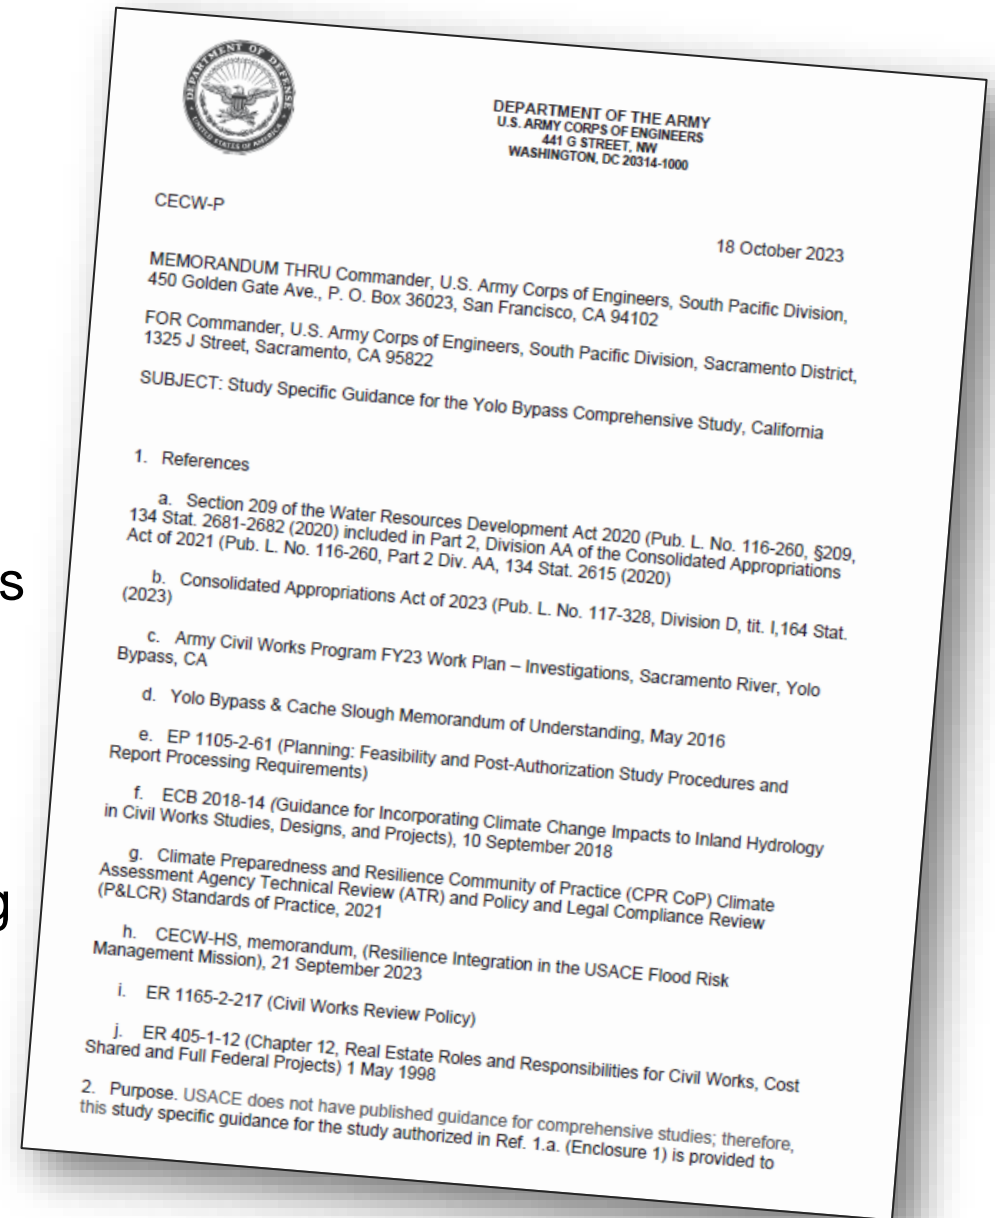 DEPARTMENT OF DEFENSE
UNITED STATES OF AMERICA
DEPARTMENT OF THE ARMY
U.S. ARMY CORPS OF ENGINEERS
441 G STREET, NW
WASHINGTON, DC 20314-1000
CECW-P
18 October 2023
MEMORANDUM THRU Commander, U.S. Army Corps of Engineers, South Pacific Division,
450 Golden Gate Ave., P. O. Box 36023, San Francisco, CA 94102
FOR Commander, U.S. Army Corps of Engineers, South Pacific Division, Sacramento District,
1325 J Street, Sacramento, CA 95822
SUBJECT: Study Specific Guidance for the Yolo Bypass Comprehensive Study, California
1. References
a. Section 209 of the Water Resources Development Act 2020 (Pub. L. No. 116-260, §209,
134 Stat. 2681-2682 (2020) included in Part 2, Division AA of the Consolidated Appropriations
Act of 2021 (Pub. L. No. 116-260, Part 2 Div. AA, 134 Stat. 2615 (2020)
s
b. Consolidated Appropriations Act of 2023 (Pub. L. No. 117-328, Division D, tit. I,164 Stat.
(2023)
c. Army Civil Works Program FY23 Work Plan – Investigations, Sacramento River, Yolo
Bypass, CA
d. Yolo Bypass & Cache Slough Memorandum of Understanding, May 2016
e. EP 1105-2-61 (Planning: Feasibility and Post-Authorization Study Procedures and
Report Processing Requirements)
f. ECB 2018-14 (Guidance for Incorporating Climate Change Impacts to Inland Hydrology
in Civil Works Studies, Designs, and Projects), 10 September 2018
g. Climate Preparedness and Resilience Community of Practice (CPR CoP) Climate
Assessment Agency Technical Review (ATR) and Policy and Legal Compliance Review
(P&LCR) Standards of Practice, 2021
g
h. CECW-HS, memorandum, (Resilience Integration in the USACE Flood Risk
Management Mission), 21 September 2023
i. ER 1165-2-217 (Civil Works Review Policy)
j. ER 405-1-12 (Chapter 12, Real Estate Roles and Responsibilities for Civil Works, Cost
Shared and Full Federal Projects) 1 May 1998
2. Purpose. USACE does not have published guidance for comprehensive studies; therefore,
this study specific guidance for the study authorized in Ref. 1.a. (Enclosure 1) is provided to